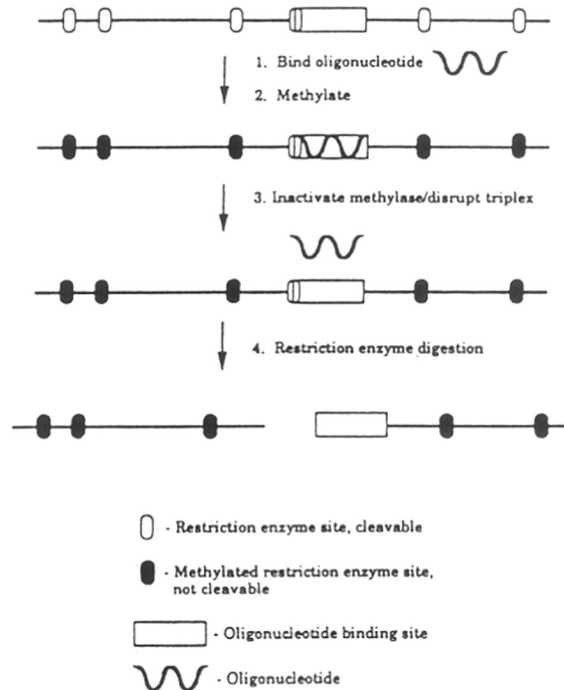 1. Bind oligonucleotide
2. Methylate
3. Inactivate methylase/disrupt triplex
4. Restriction enzyme digestion
- Restriction enzyme site, cleavable
- Methylated restriction enzyme site,
not cleavable
- Oligonucleotide binding site
- Oligonucleotide